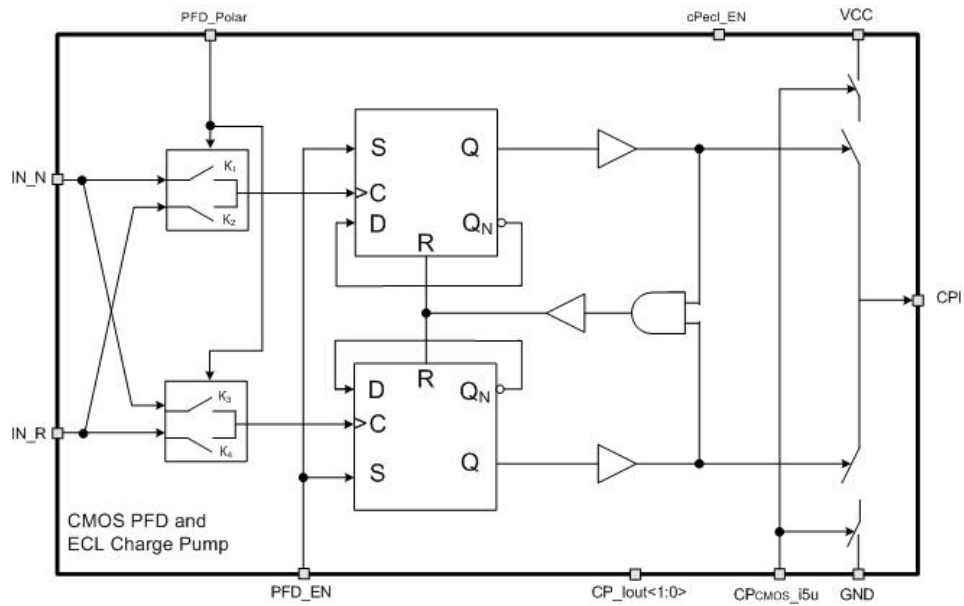 PFD_Polar
cPecl_EN
VCC
IN_N
K1
K2
S
Q
C
D
QN
R
CPI
R
D
QN
C
K3
K4
IN_R
S
Q
CMOS PFD and
ECL Charge Pump
PFD_EN
CP_Iout<1:0>
CPCMOS_i5u
GND